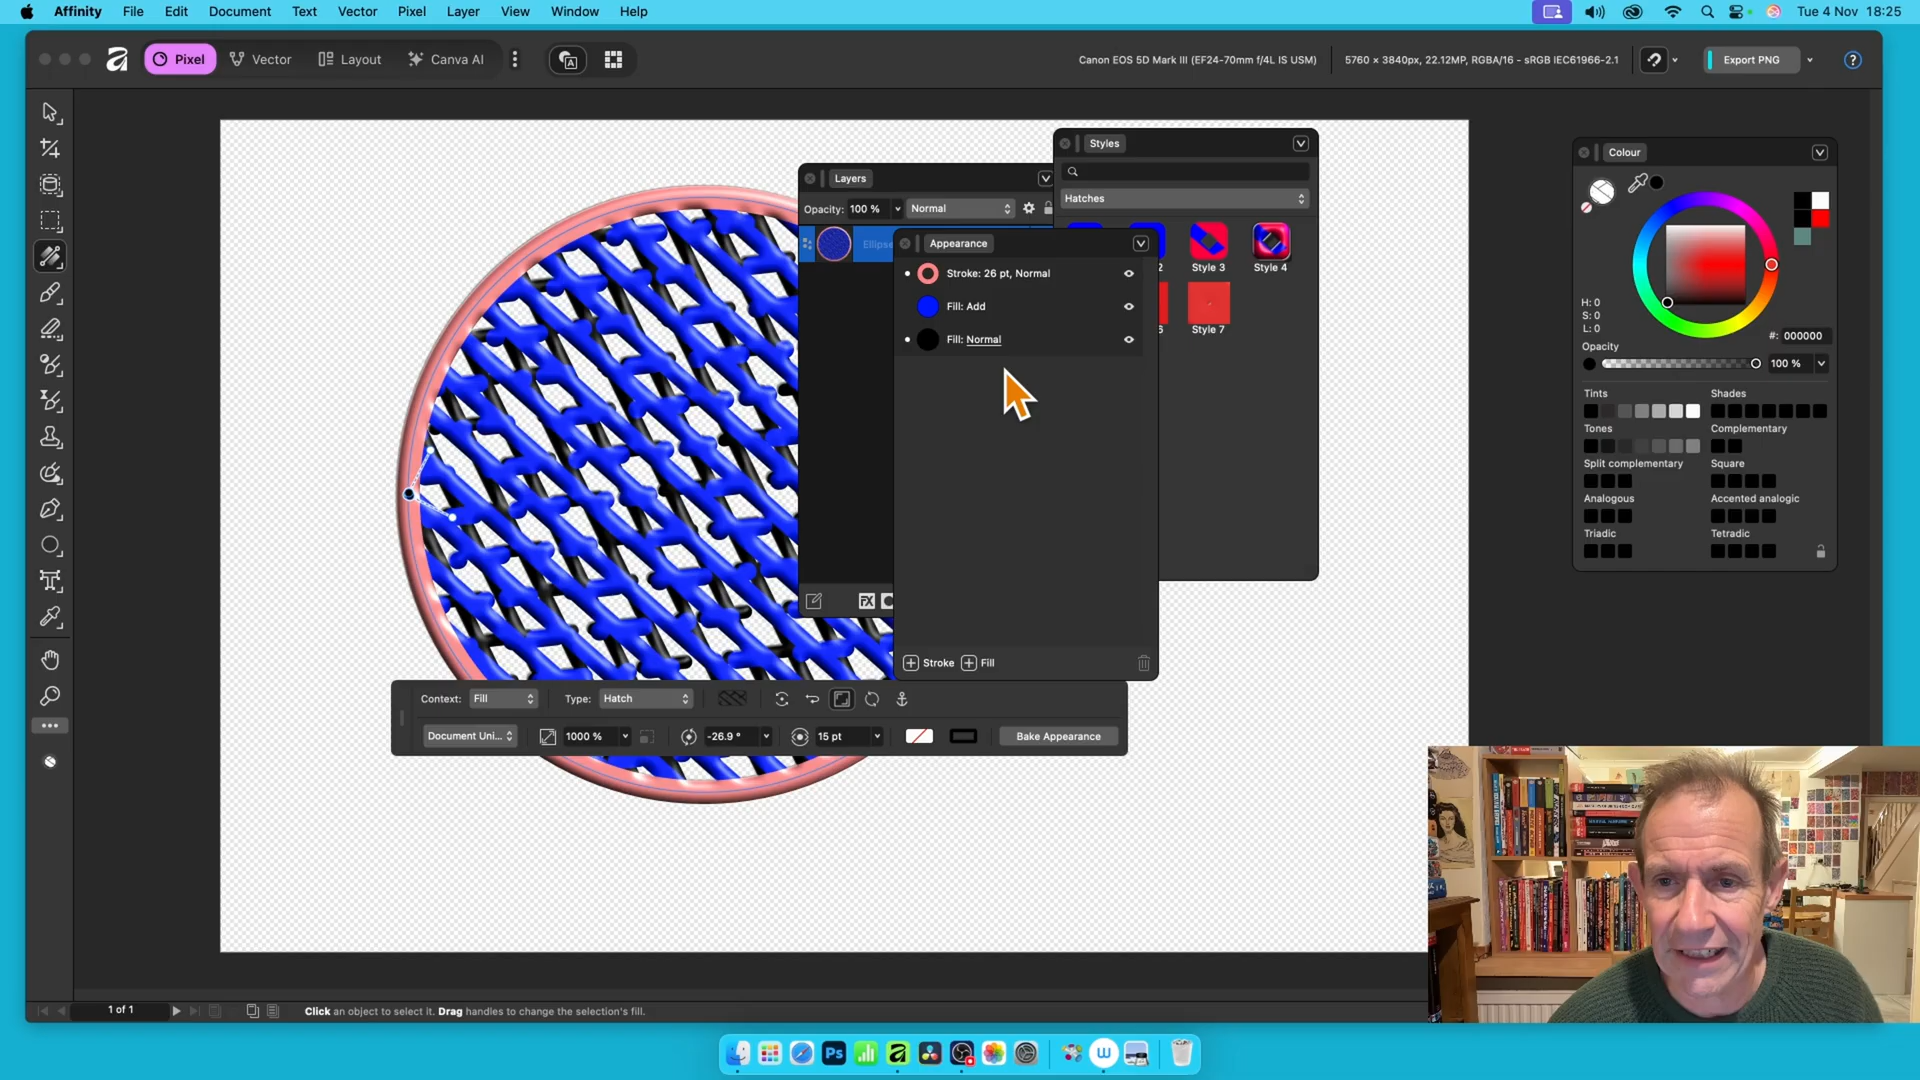 Affinity File Edit Document Text Vector Pixel Layer View Window Help
Tue 4 Nov 18:25
Pixel Vector Layout Canva AI
Canon EOS 5D Mark III (EF24-70mm f/4L IS USM)
5760 × 3840px, 22.12MP, RGBA/16 - sRGB IEC61966-2.1
Export PNG
Styles
Hatches
2
Style 3
Style 4
6
Style 7
Layers
Opacity: 100 % Normal
Ellipse
FX
Appearance
Stroke: 26 pt, Normal
Fill: Add
Fill: Normal
Stroke Fill
Colour
H: 0
S: 0
L: 0
#: 000000
Opacity
100 %
Tints Shades
Tones Complementary
Split complementary Square
Analogous Accented analogic
Triadic Tetradic
Context: Fill Type: Hatch
Document Uni... 1000 % -26.9 ° 15 pt Bake Appearance
1 of 1
Click an object to select it. Drag handles to change the selection's fill.
Ps